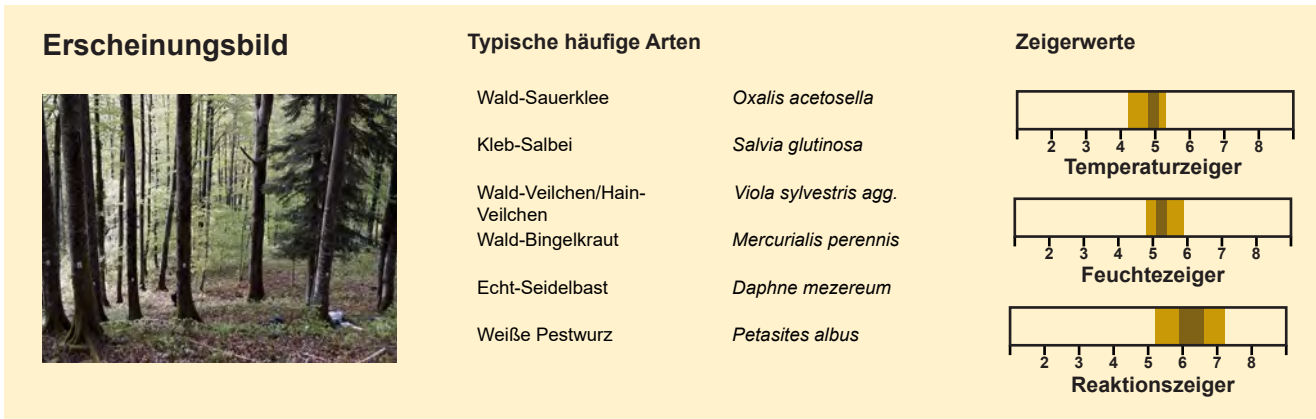 Erscheinungsbild
Typische häufige Arten
Wald-Sauerklee Oxalis acetosella
Kleb-Salbei Salvia glutinosa
Wald-Veilchen/Hain- Viola sylvestris agg.
Veilchen
Wald-Bingelkraut Mercurialis perennis
Echt-Seidelbast Daphne mezereum
Weiße Pestwurz Petasites albus
Zeigerwerte
2 3 4 5 6 7 8
Temperaturzeiger
2 3 4 5 6 7 8
Feuchtezeiger
2 3 4 5 6 7 8
Reaktionszeiger